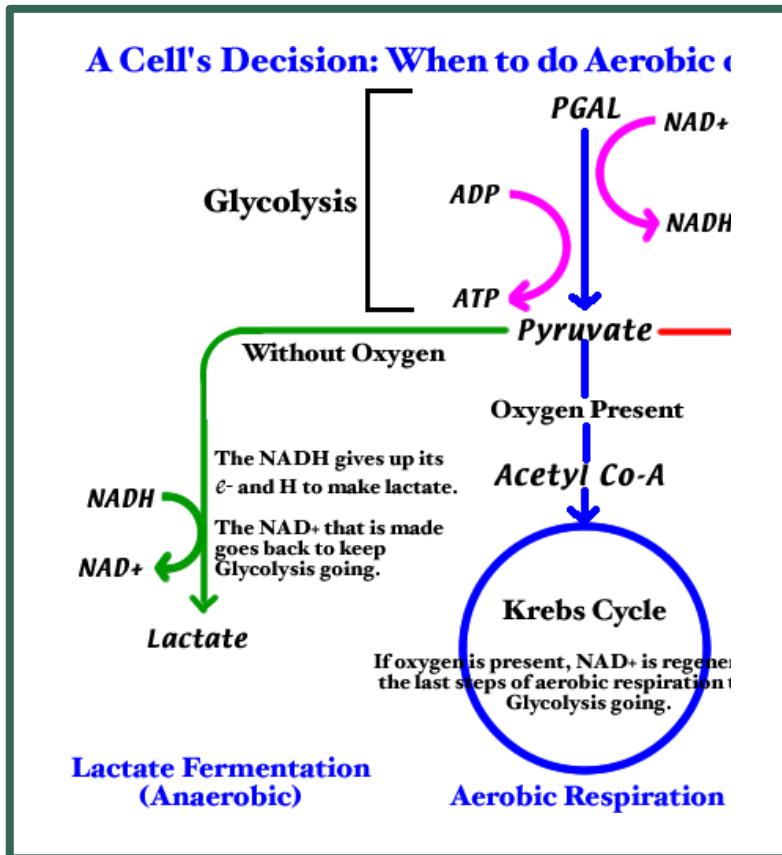 A Cell's Decision: When to do Aerobic
PGAL
NAD+
Glycolysis
ADP
NADH
ATP
Pyruvate
Without Oxygen
Oxygen Present
The NADH gives up its
e- and H to make lactate.
Acetyl Co-A
NADH
The NAD+ that is made
goes back to keep
Glycolysis going.
NAD+
Lactate
Krebs Cycle
If oxygen is present, NAD+ is regener
the last steps of aerobic respiration
Glycolysis going.
Lactate Fermentation
(Anaerobic)
Aerobic Respiration